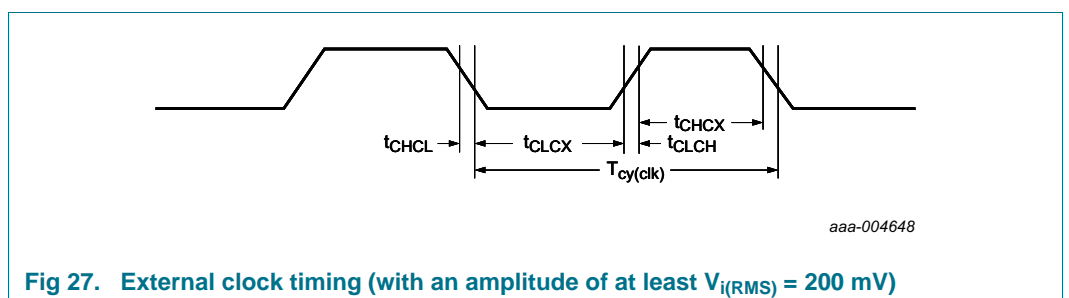 tCHCX
tCHCL tCLCX tCLCH
Tcy(clk)
aaa-004648
Fig 27. External clock timing (with an amplitude of at least Vi(RMS) = 200 mV)